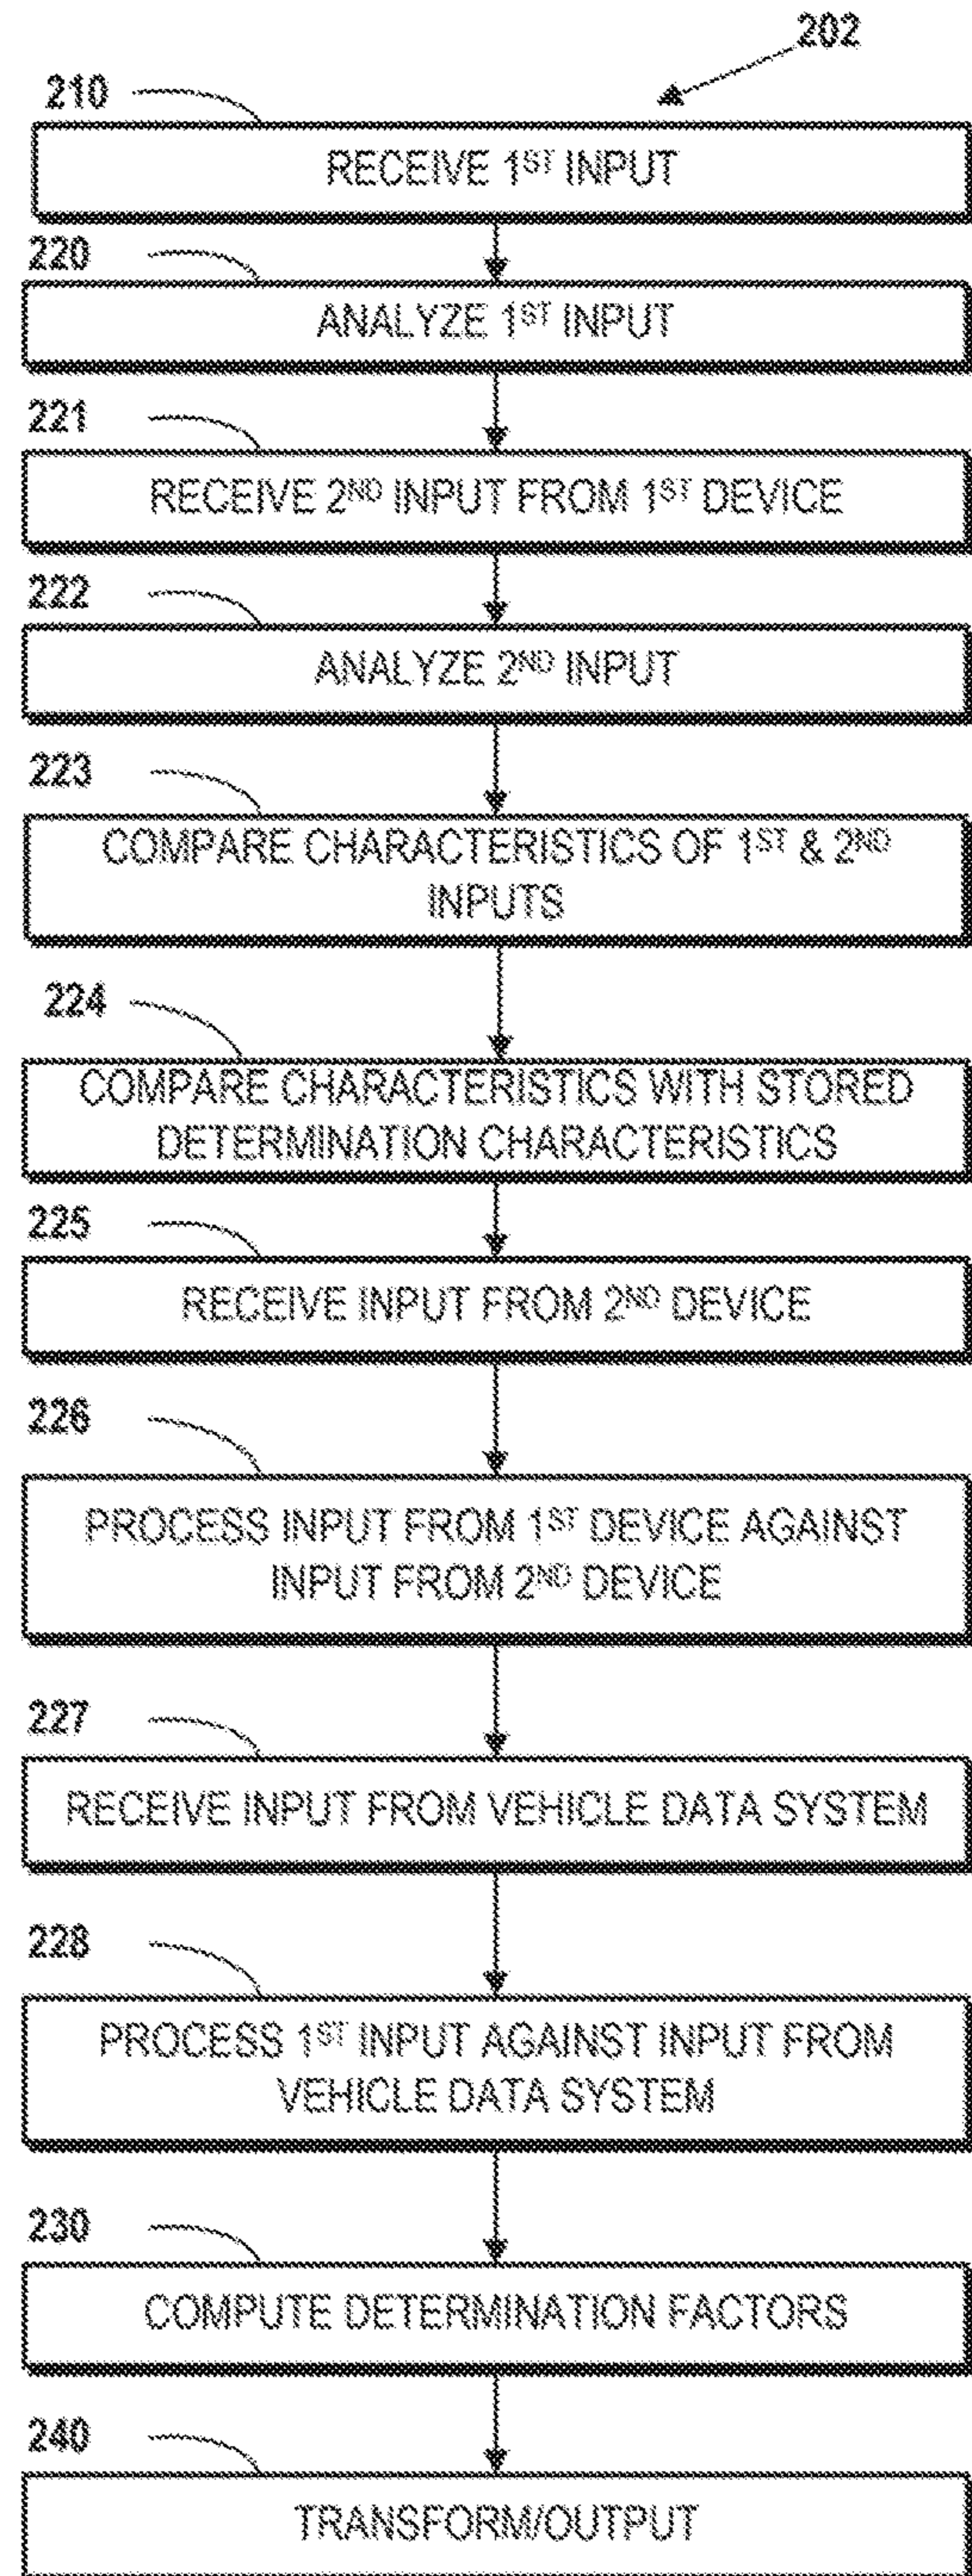 202
210
RECEIVE 1ST INPUT
220
ANALYZE 1ST INPUT
221
RECEIVE 2ND INPUT FROM 1ST DEVICE
222
ANALYZE 2ND INPUT
223
COMPARE CHARACTERISTICS OF 1ST & 2ND
INPUTS
224
COMPARE CHARACTERISTICS WITH STORED
DETERMINATION CHARACTERISTICS
225
RECEIVE INPUT FROM 2ND DEVICE
226
PROCESS INPUT FROM 1ST DEVICE AGAINST
INPUT FROM 2ND DEVICE
227
RECEIVE INPUT FROM VEHICLE DATA SYSTEM
228
PROCESS 1ST INPUT AGAINST INPUT FROM
VEHICLE DATA SYSTEM
230
COMPUTE DETERMINATION FACTORS
240
TRANSFORM/OUTPUT